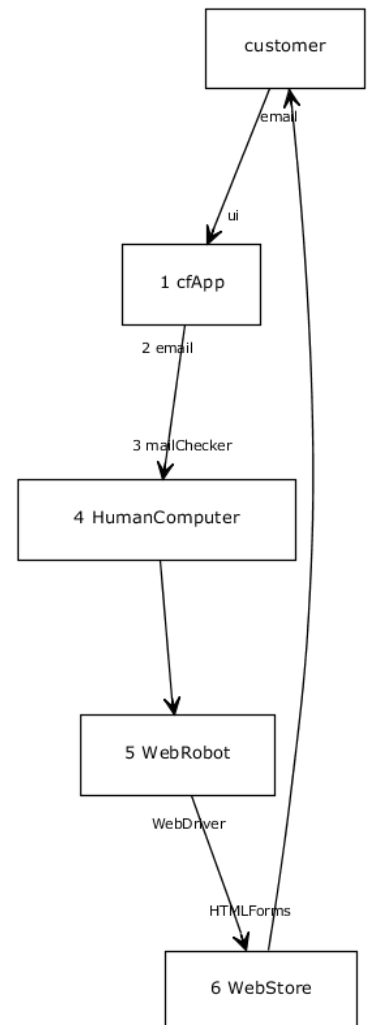 customer
email
ui
1 cfApp
2 email
3 mailChecker
4 HumanComputer
5 WebRobot
WebDriver
HTMLForms
6 WebStore